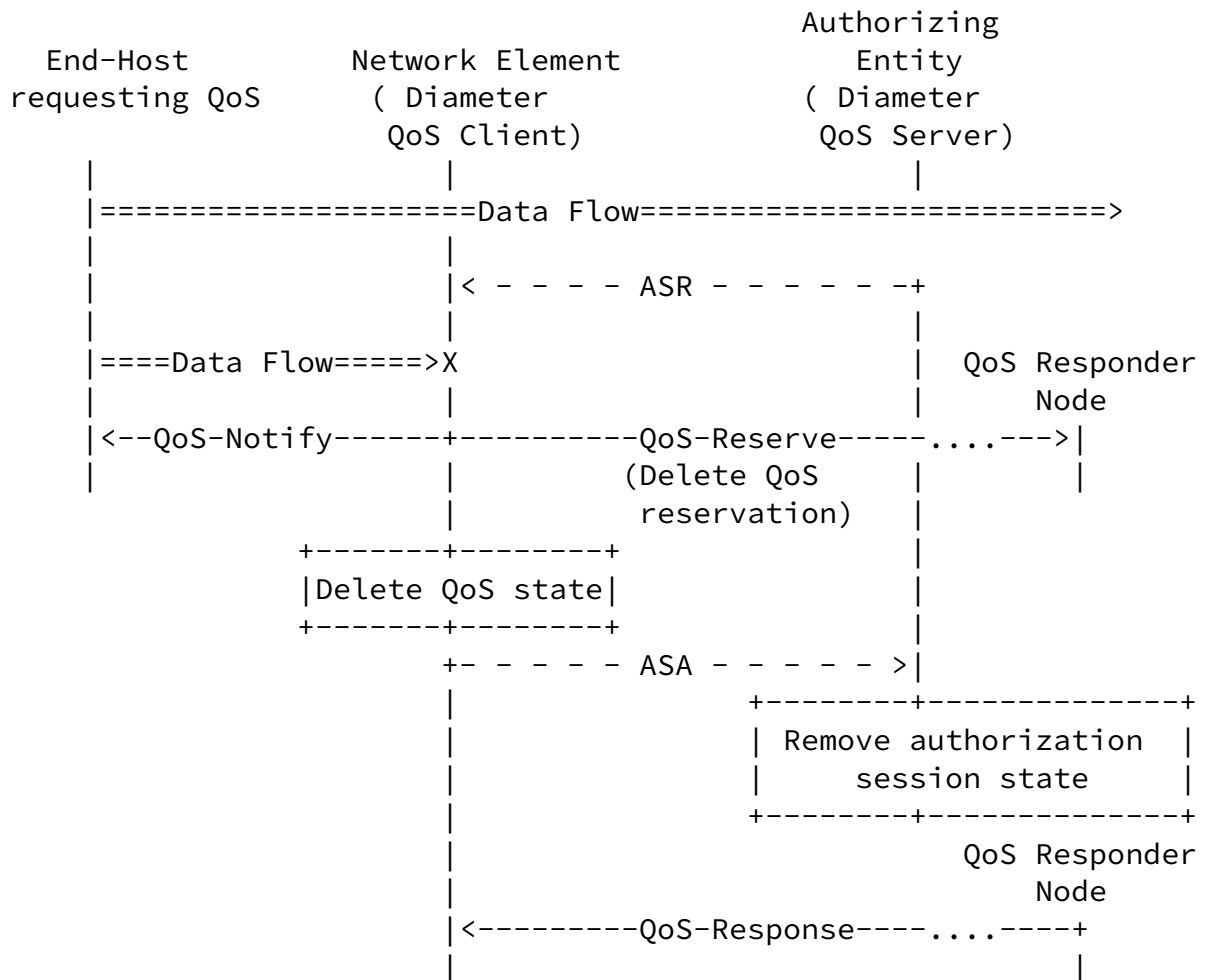 Authorizing
End-Host Network Element Entity
requesting QoS ( Diameter ( Diameter
QoS Client) QoS Server)
| | |
|=====================Data Flow==========================>
| |
| |< - - - - ASR - - - - - -+
| | |
|====Data Flow=====>X | QoS Responder
| | | Node
|<--QoS-Notify------+----------QoS-Reserve-----....--->|
| | (Delete QoS | |
| reservation) |
+-------+--------+ |
|Delete QoS state| |
+-------+--------+ |
+- - - - - ASA - - - - - >|
| +--------+--------------+
| | Remove authorization |
| | session state |
| +--------+--------------+
| QoS Responder
| Node
|<---------QoS-Response----....----+
| |